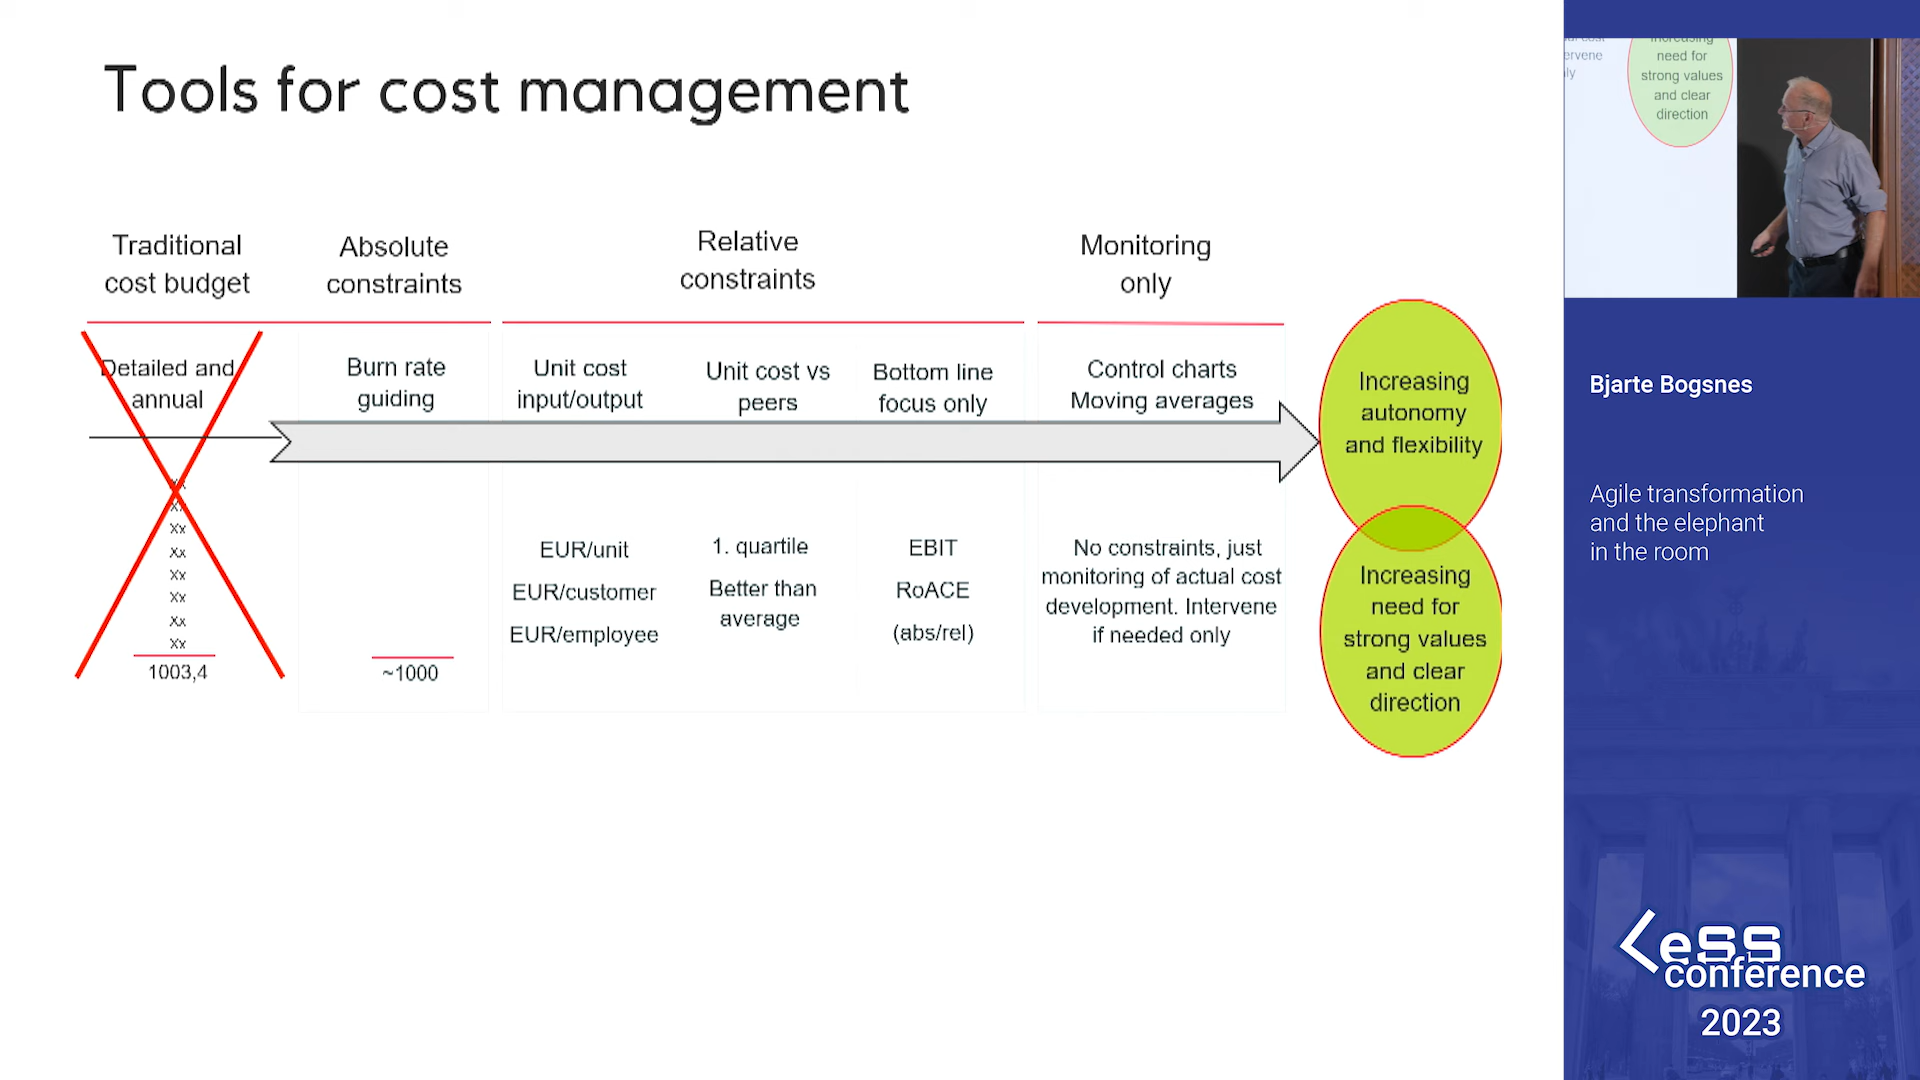 Tools for cost management
Traditional
cost budget
Absolute
constraints
Relative
constraints
Monitoring
only
Detailed and
annual
Burn rate
guiding
Unit cost
input/output
Unit cost vs
peers
Bottom line
focus only
Control charts
Moving averages
Xx
Xx
Xx
Xx
Xx
Xx
Xx
Xx
1003,4
~1000
EUR/unit
EUR/customer
EUR/employee
1. quartile
Better than
average
EBIT
RoACE
(abs/rel)
No constraints, just
monitoring of actual cost
development. Intervene
if needed only
Increasing
autonomy
and flexibility
Increasing
need for
strong values
and clear
direction
need for
strong values
and clear
direction
Bjarte Bogsnes
Agile transformation
and the elephant
in the room
LeSS
conference
2023